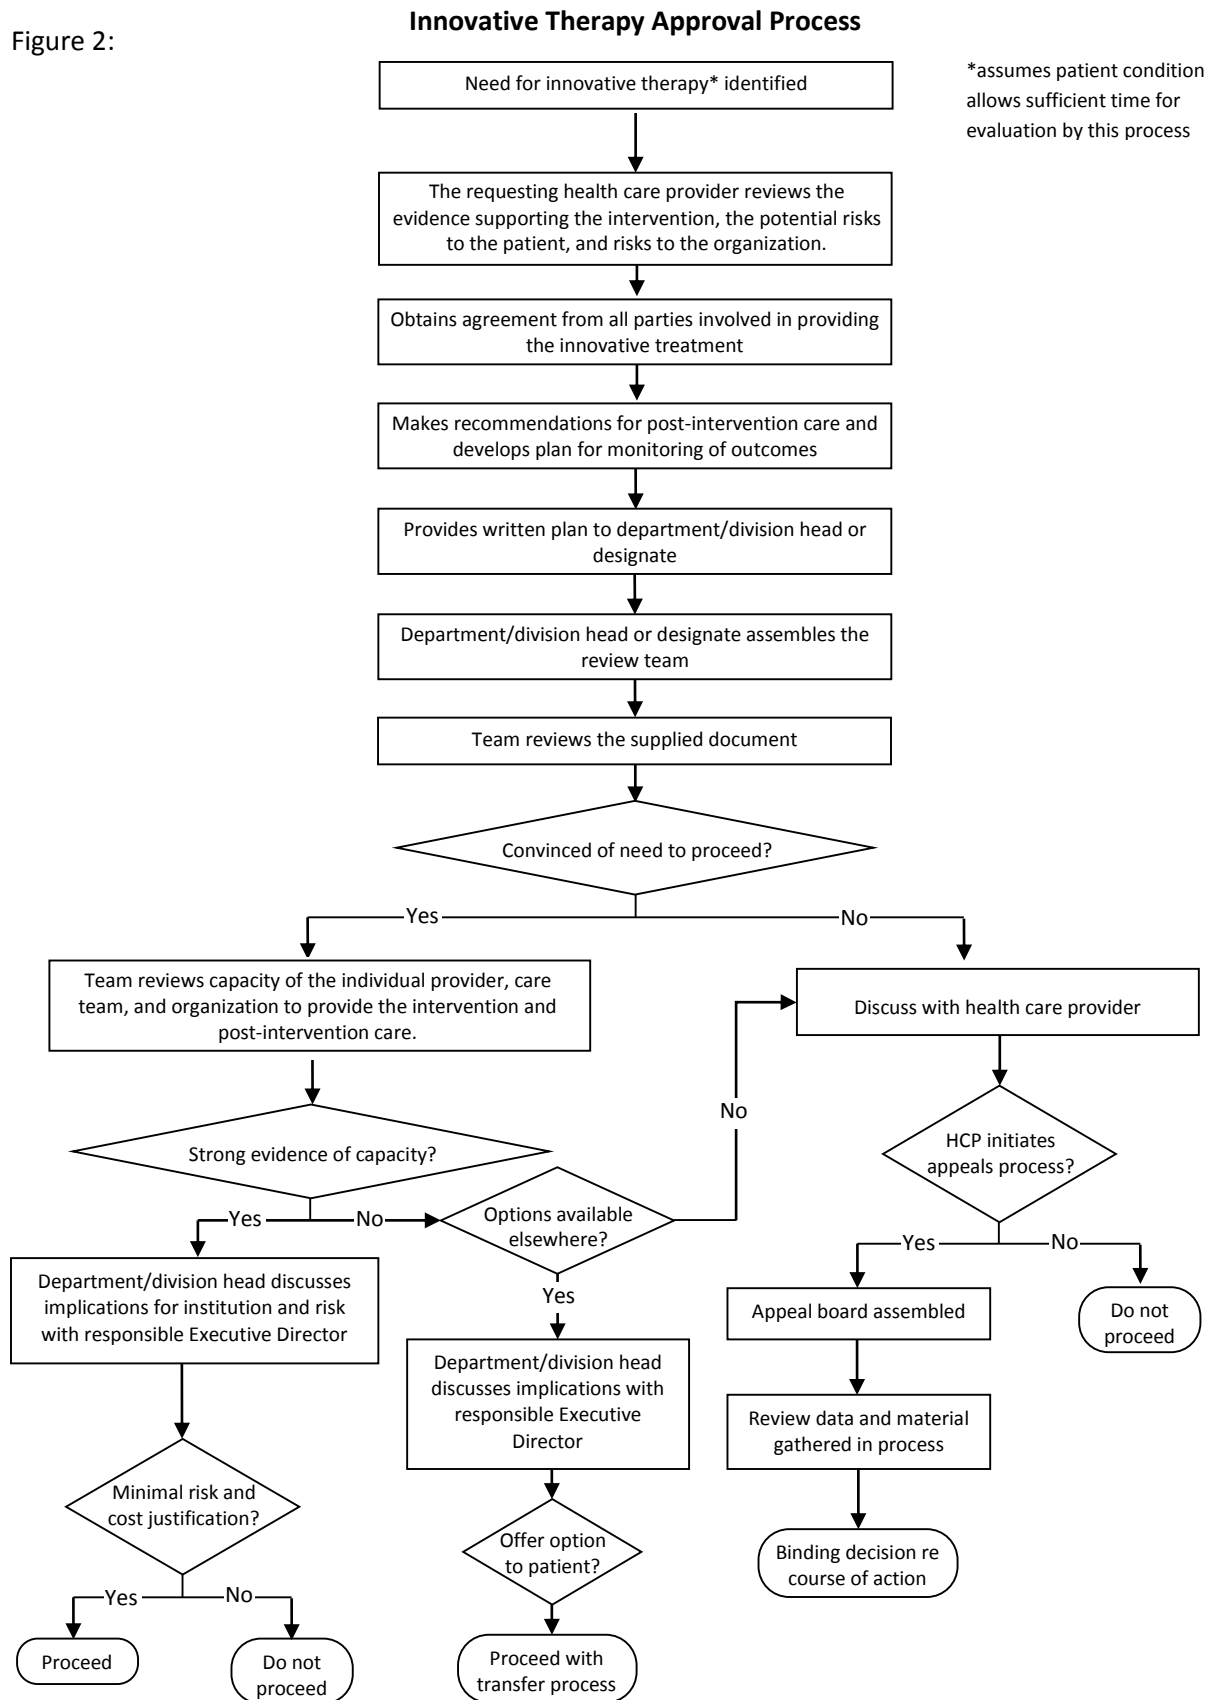 Innovative Therapy Approval Process
Figure 2:
Need for innovative therapy* identified
*assumes patient condition
allows sufficient time for
evaluation by this process
The requesting health care provider reviews the
evidence supporting the intervention, the potential risks
to the patient, and risks to the organization.
Obtains agreement from all parties involved in providing
the innovative treatment
Makes recommendations for post-intervention care and
develops plan for monitoring of outcomes
Provides written plan to department/division head or
designate
Department/division head or designate assembles the
review team
Team reviews the supplied document
Convinced of need to proceed?
Yes
No
Team reviews capacity of the individual provider, care
team, and organization to provide the intervention and
post-intervention care.
Discuss with health care provider
No
Strong evidence of capacity?
HCP initiates
appeals process?
Yes
No
Options available
elsewhere?
Yes
No
Department/division head discusses
implications for institution and risk
with responsible Executive Director
Yes
Appeal board assembled
Do not
proceed
Department/division head
discusses implications with
responsible Executive
Director
Review data and material
gathered in process
Minimal risk and
cost justification?
Offer option
to patient?
Binding decision re
course of action
Yes
No
Proceed
Do not
proceed
Proceed with
transfer process